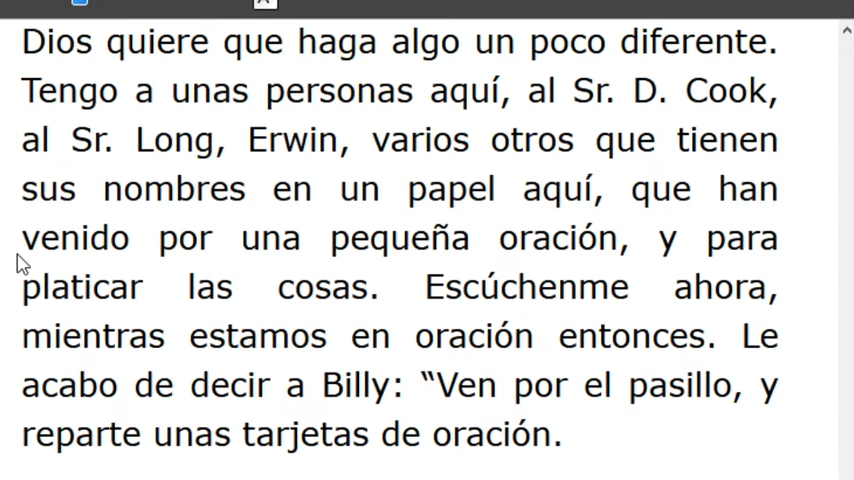 Dios quiere que haga algo un poco diferente.
Tengo a unas personas aquí, al Sr. D. Cook,
al Sr. Long, Erwin, varios otros que tienen
sus nombres en un papel aquí, que han
venido por una pequeña oración, y para
platicar las cosas. Escúchenme ahora,
mientras estamos en oración entonces. Le
acabo de decir a Billy: “Ven por el pasillo, y
reparte unas tarjetas de oración.